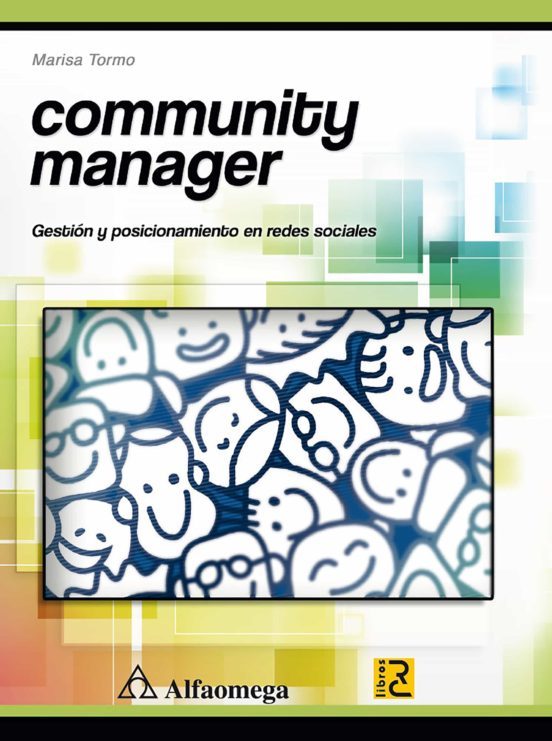 Marisa Tormo
community
manager
Gestión y posicionamiento en redes sociales
Alfaomega
libros
RC